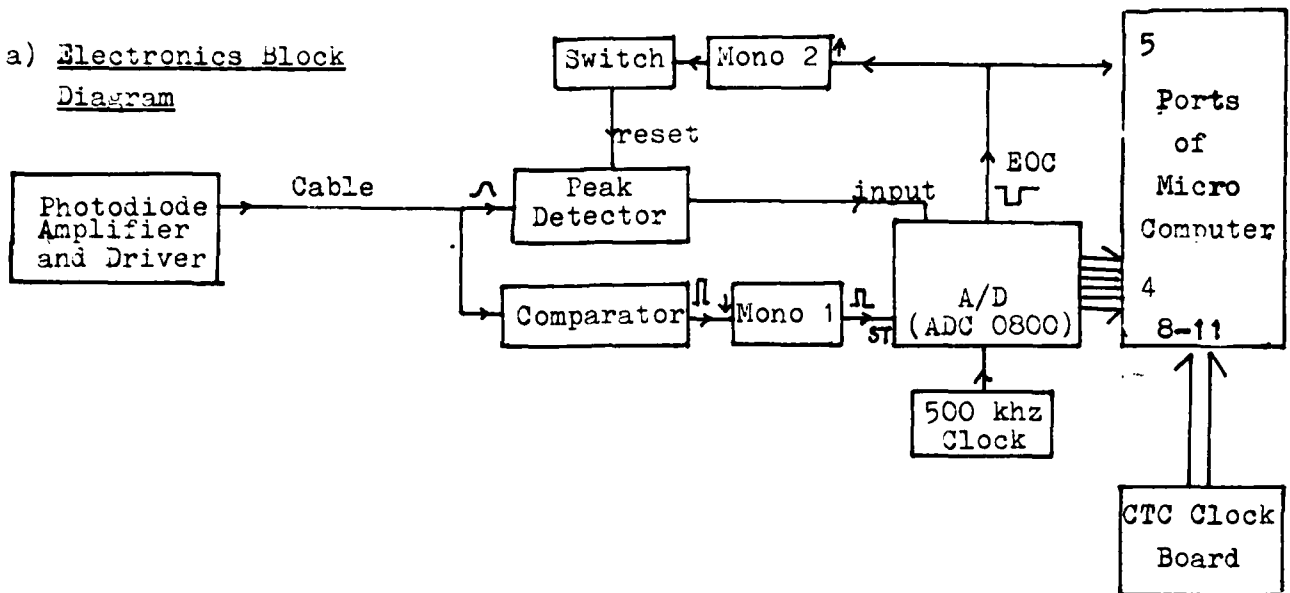 a) Electronics Block
Diagram
Switch
Mono 2
5
Ports
of
Micro
Computer
4
8-11
reset
EOC
Cable
Photodiode
Amplifier
and Driver
Peak
Detector
input
Comparator
Mono 1
ST
A/D
(ADC 0800)
500 khz
Clock
CTC Clock
Board